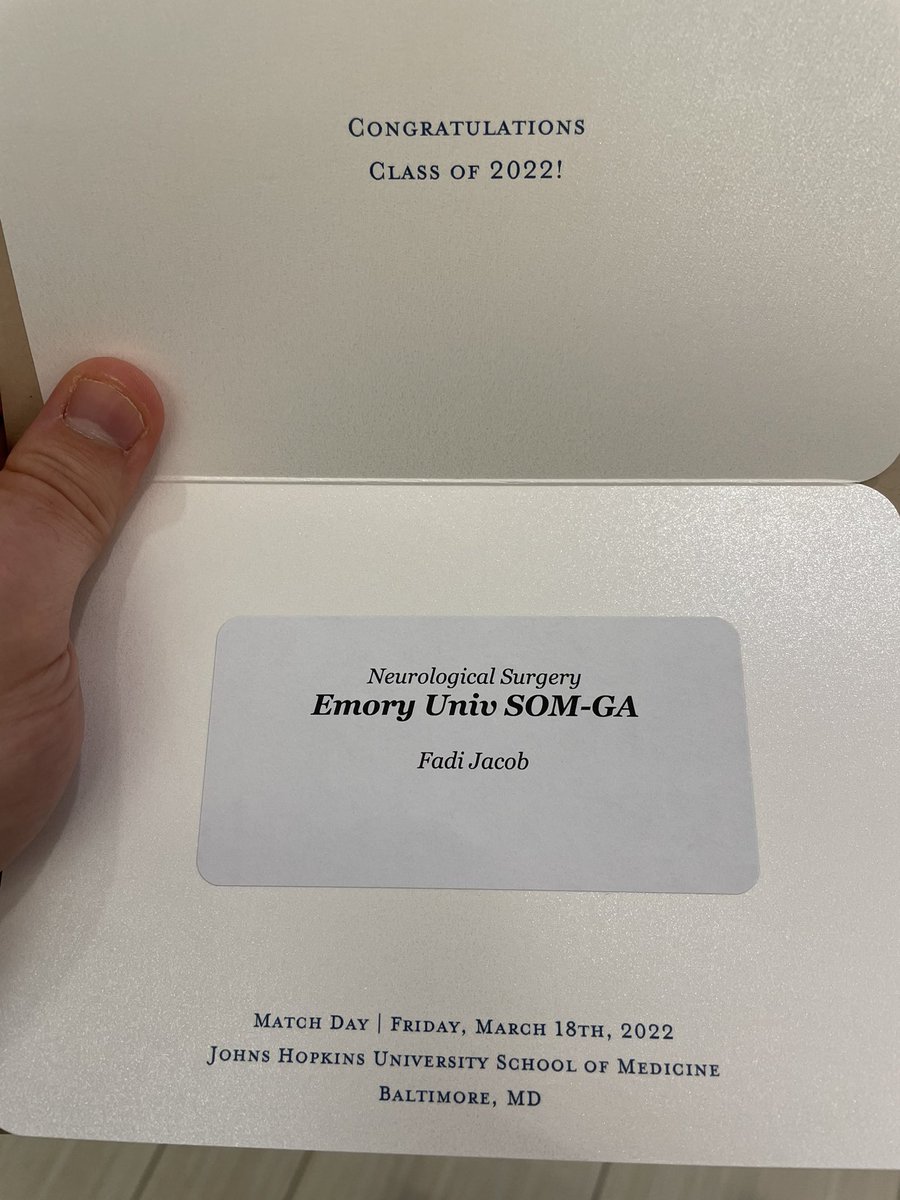 Congratulations
Class of 2022!
Neurological Surgery
Emory Univ SOM-GA
Fadi Jacob
Match Day | Friday, March 18th, 2022
Johns Hopkins University School of Medicine
Baltimore, MD